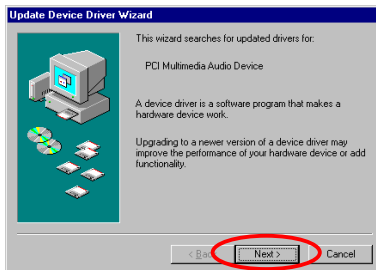 Update Device Driver Wizard
This wizard searches for updated drivers for:
PCI Multimedia Audio Device
A device driver is a software program that makes a
hardware device work.
Upgrading to a newer version of a device driver may
improve the performance of your hardware device or add
functionality.
< Back Next > Cancel